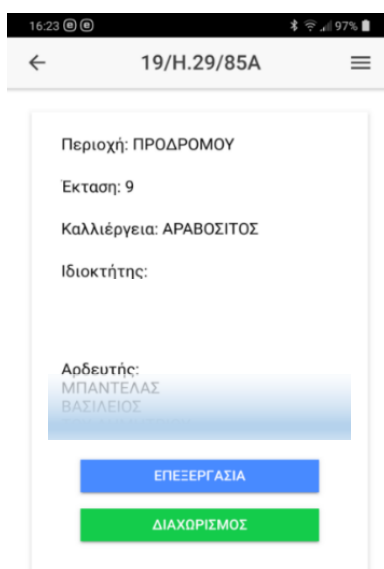 16:23 97%
19/Η.29/85Α
Περιοχή: ΠΡΟΔΡΟΜΟΥ
Έκταση: 9
Καλλιέργεια: ΑΡΑΒΟΣΙΤΟΣ
Ιδιοκτήτης:
Αρδευτής:
ΜΠΑΝΤΕΛΑΣ
ΒΑΣΙΛΕΙΟΣ
ΕΠΕΞΕΡΓΑΣΙΑ
ΔΙΑΧΩΡΙΣΜΟΣ